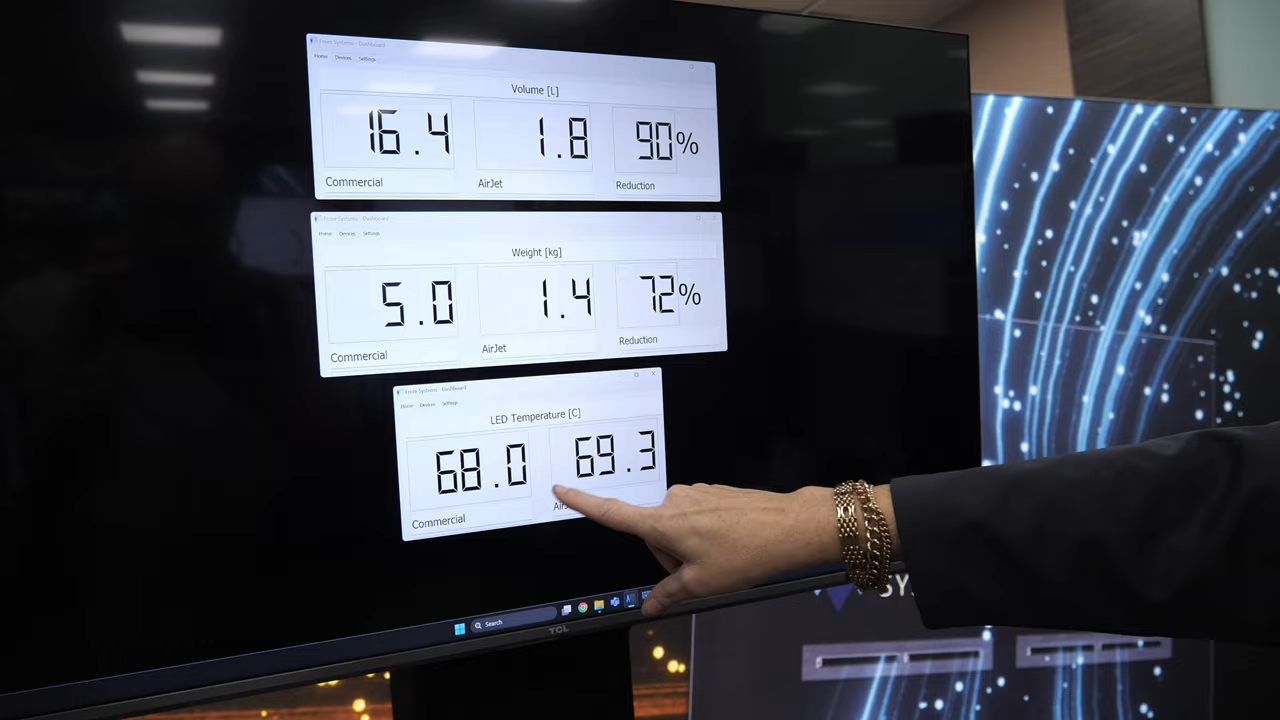 Frore Systems - Dashboard
Home Devices Settings
Volume [L]
16.4 1.8 90%
Commercial AirJet Reduction
Frore Systems - Dashboard
Home Devices Settings
Weight [kg]
5.0 1.4 72%
Commercial AirJet Reduction
Frore Systems - Dashboard
Home Devices Settings
LED Temperature [C]
68.0 69.3
Commercial
Search
TCL